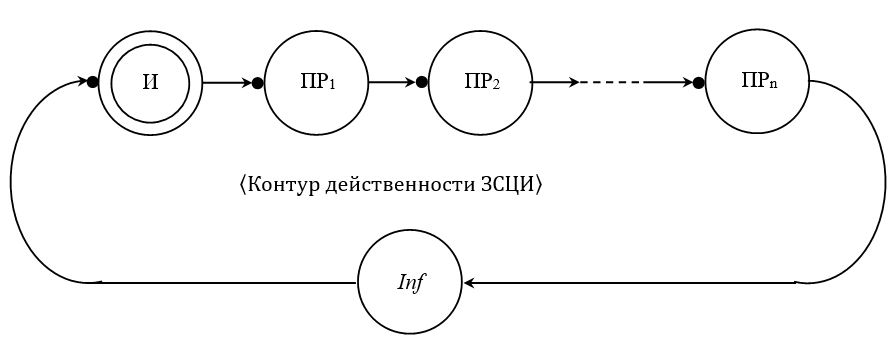 И ПР₁ ПР₂ ПРₙ
⟨Контур действенности ЗСЦИ⟩
Inf